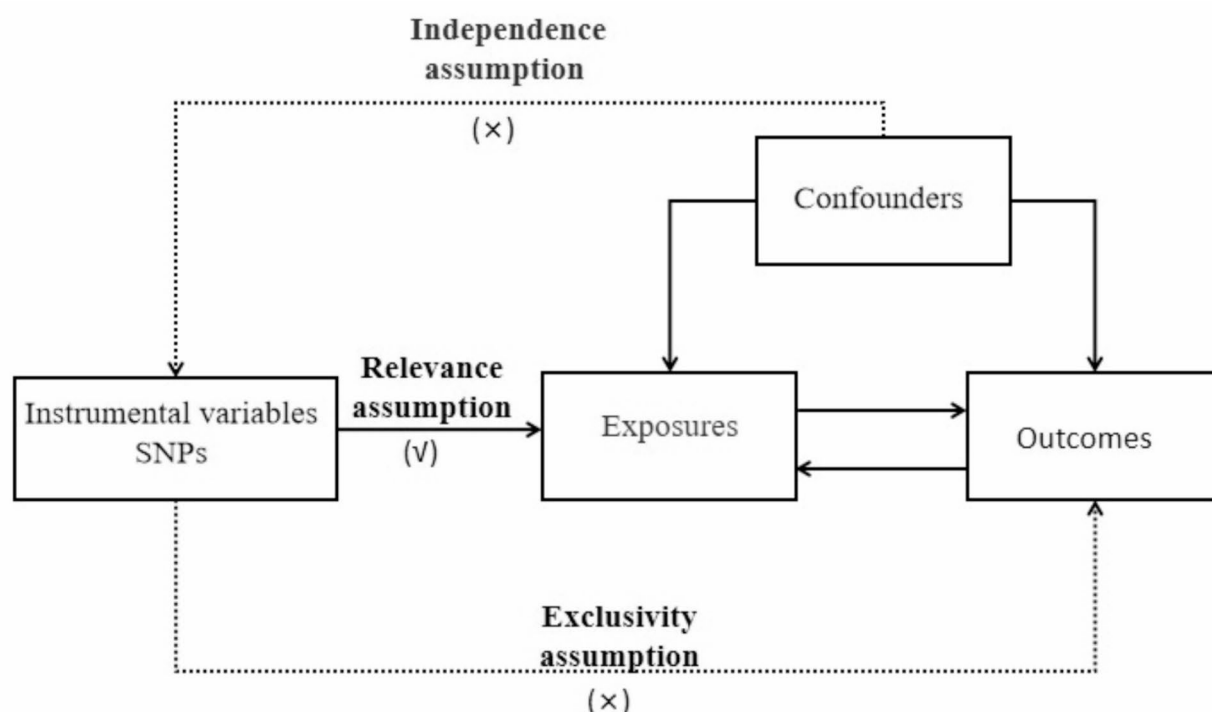 Independence
assumption
(×)
Confounders
Relevance
assumption
(√)
Instrumental variables
SNPs
Exposures
Outcomes
Exclusivity
assumption
(×)